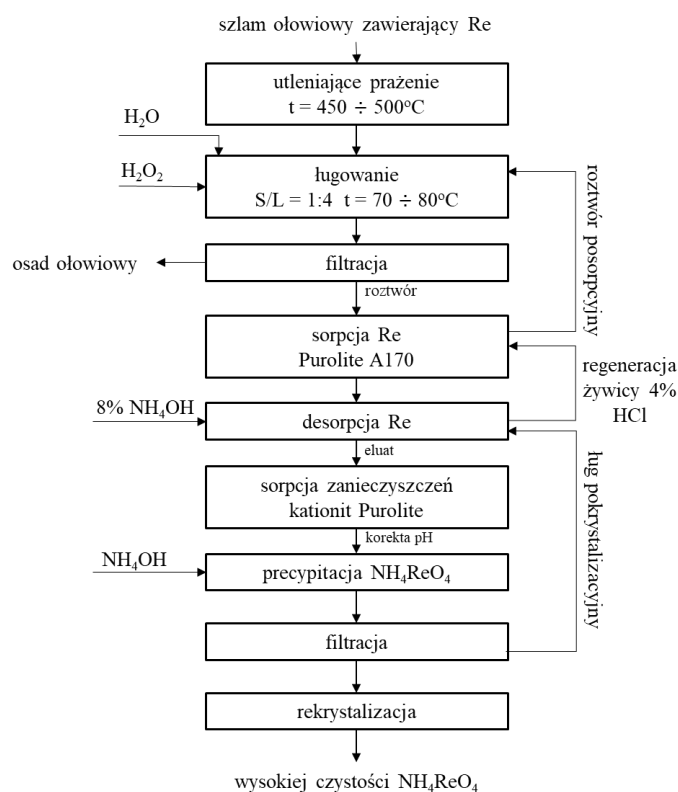 szlam ołowiowy zawierający Re
utleniające prażenie
t = 450 ÷ 500°C
H₂O
H₂O₂
ługowanie
S/L = 1:4 t = 70 ÷ 80°C
roztwór posorpcyjny
osad ołowiowy
filtracja
roztwór
sorpcja Re
Purolite A170
regeneracja
żywicy 4%
HCl
8% NH₄OH
desorpcja Re
eluat
ług pokrystalizacyjny
sorpcja zanieczyszczeń
kationit Purolite
korekta pH
NH₄OH
precypitacja NH₄ReO₄
filtracja
rekrystalizacja
wysokiej czystości NH₄ReO₄